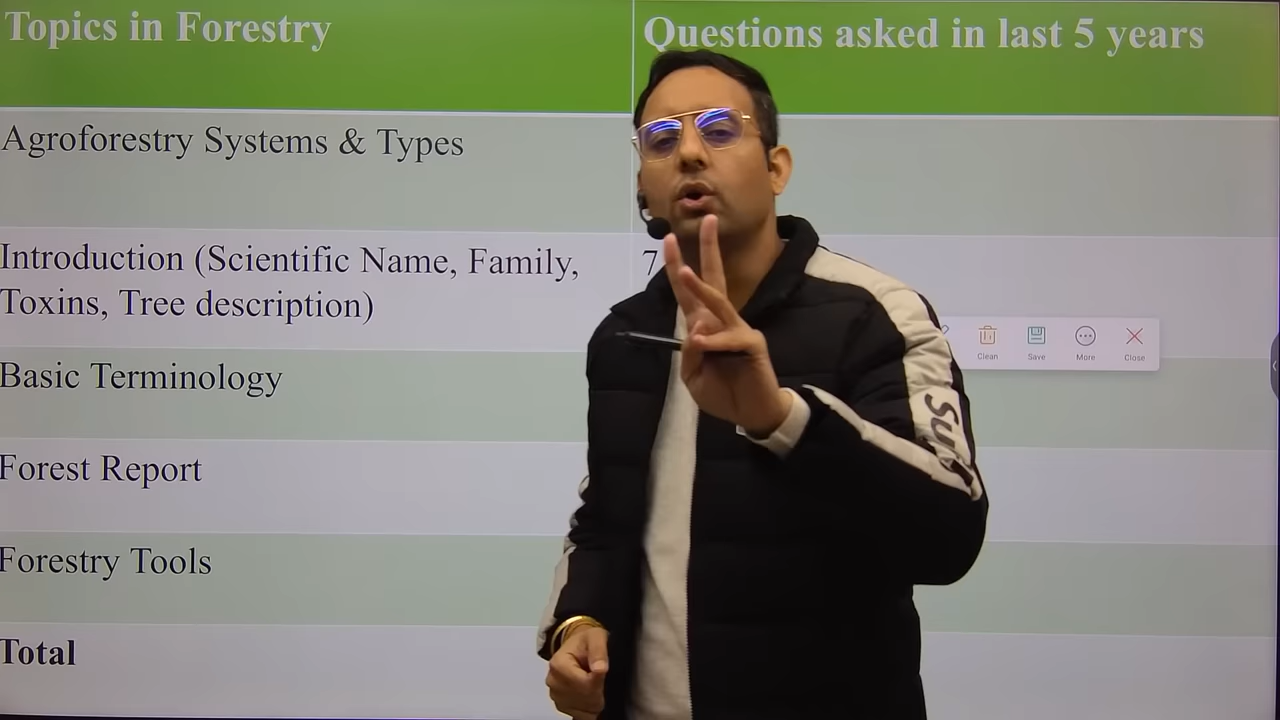 Topics in Forestry
Questions asked in last 5 years
Agroforestry Systems & Types
Introduction (Scientific Name, Family,
Toxins, Tree description)
7
Clean
Save
More
Close
Basic Terminology
Forest Report
Forestry Tools
Total
Su